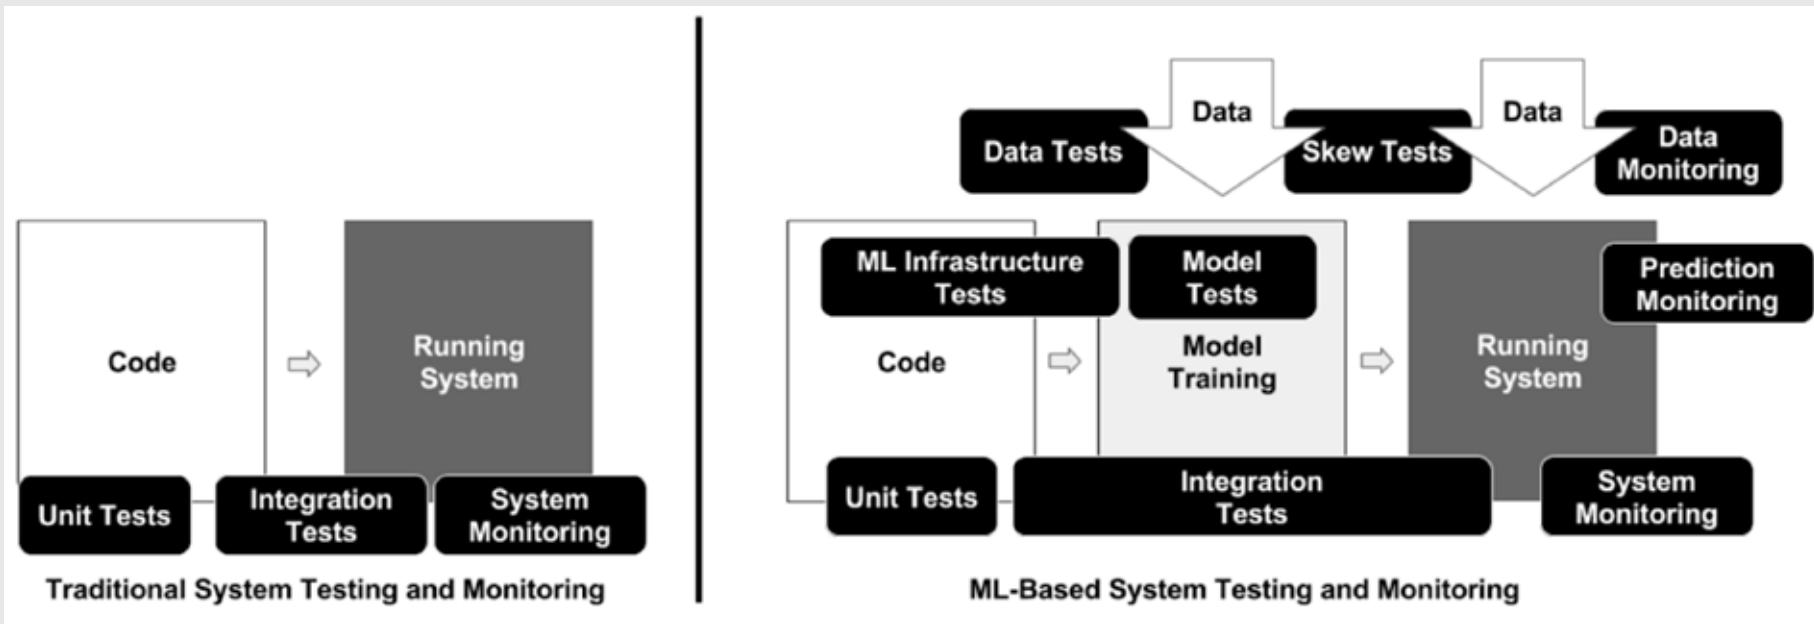 Code
Running
System
Unit Tests
Integration
Tests
System
Monitoring
Traditional System Testing and Monitoring
Data
Data
Data Tests
Skew Tests
Data
Monitoring
ML Infrastructure
Tests
Model
Tests
Prediction
Monitoring
Code
Model
Training
Running
System
Unit Tests
Integration
Tests
System
Monitoring
ML-Based System Testing and Monitoring